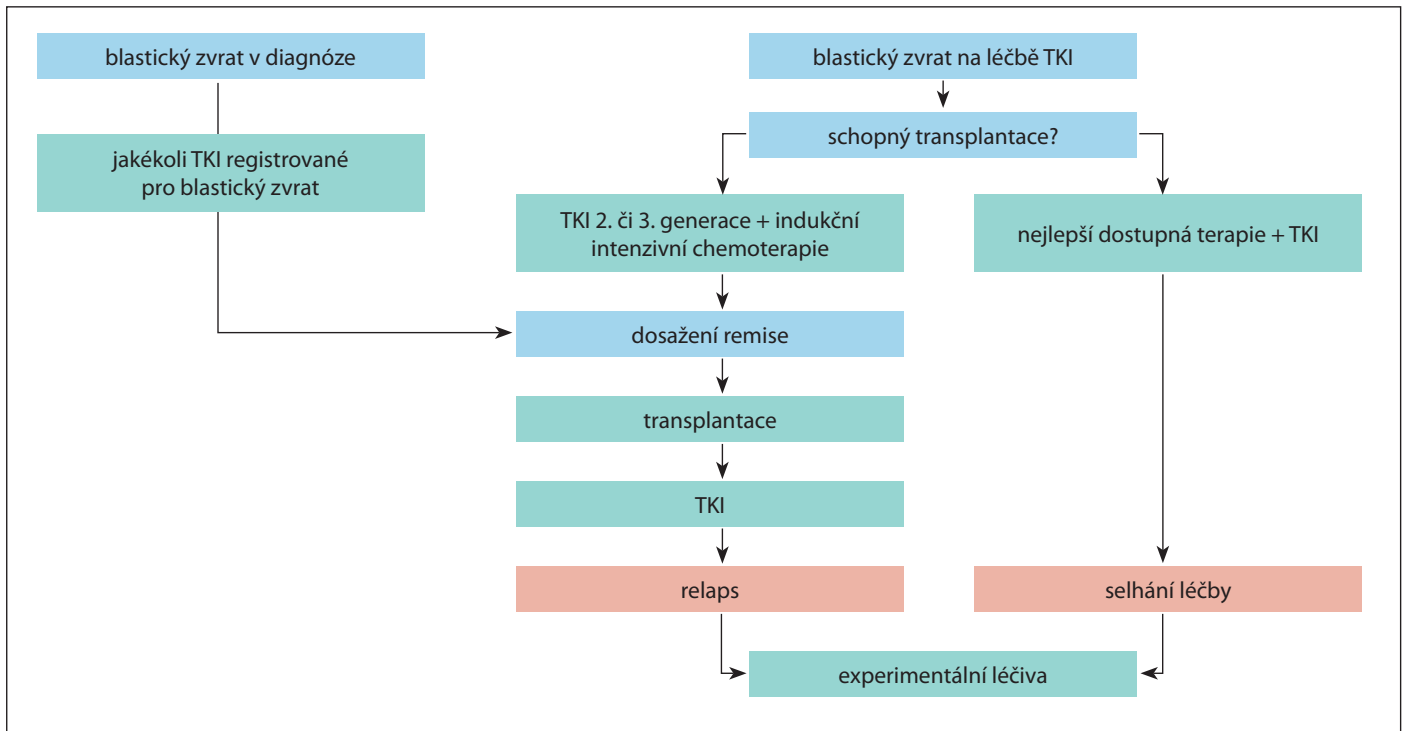 blastický zvrat v diagnóze
jakékoli TKI registrované
pro blastický zvrat
blastický zvrat na léčbě TKI
schopný transplantace?
TKI 2. či 3. generace + indukční
intenzivní chemoterapie
nejlepší dostupná terapie + TKI
dosažení remise
transplantace
TKI
relaps
selhání léčby
experimentální léčiva